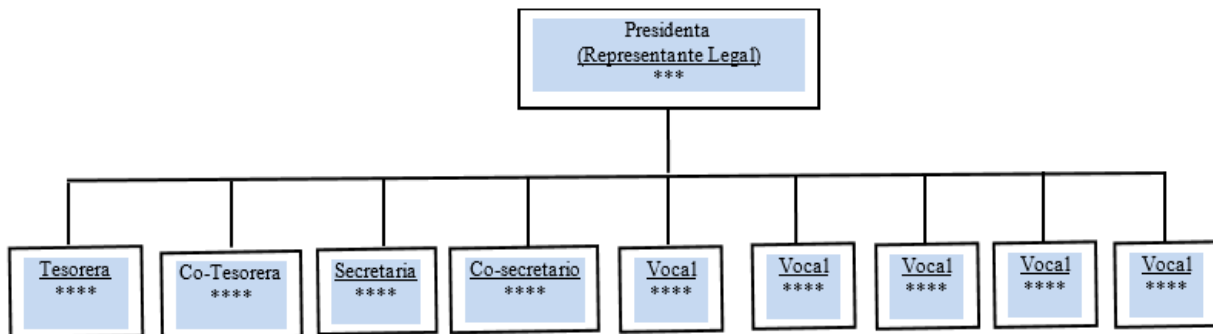 Presidenta
(Representante Legal)
***
Tesorera
****
Co-Tesorera
****
Secretaria
****
Co-secretario
****
Vocal
****
Vocal
****
Vocal
****
Vocal
****
Vocal
****